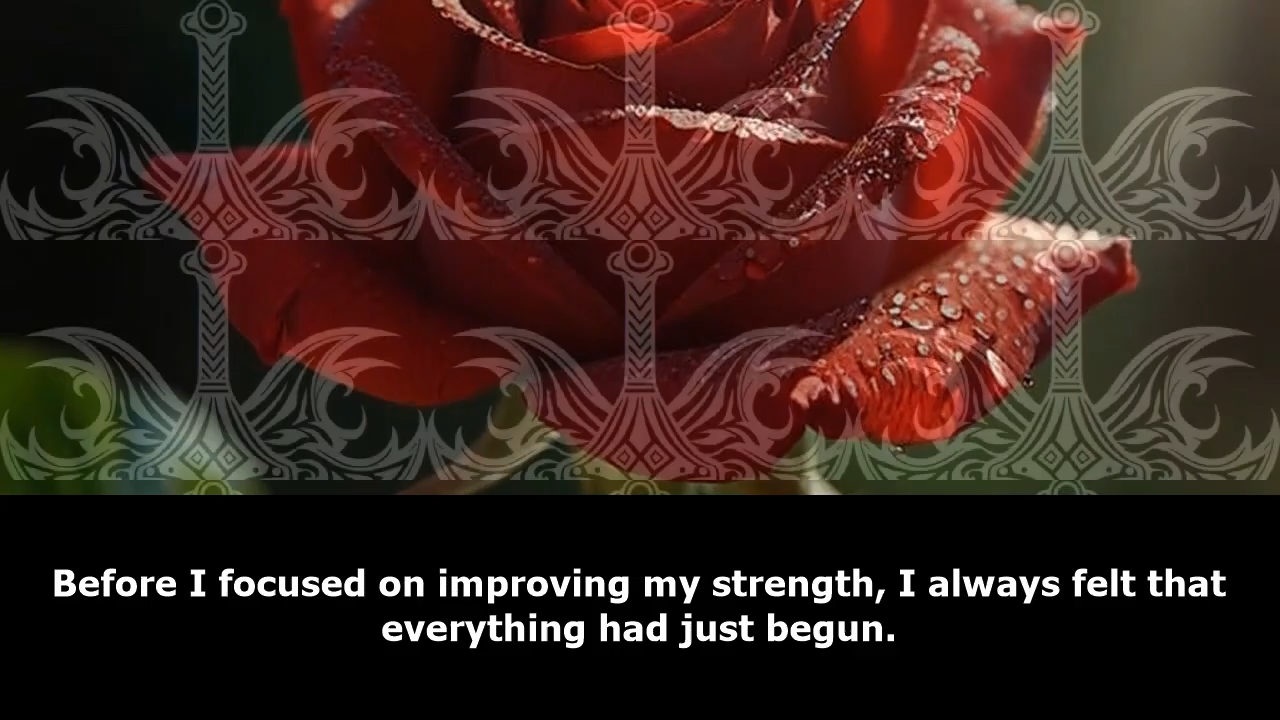 Before I focused on improving my strength, I always felt that
everything had just begun.